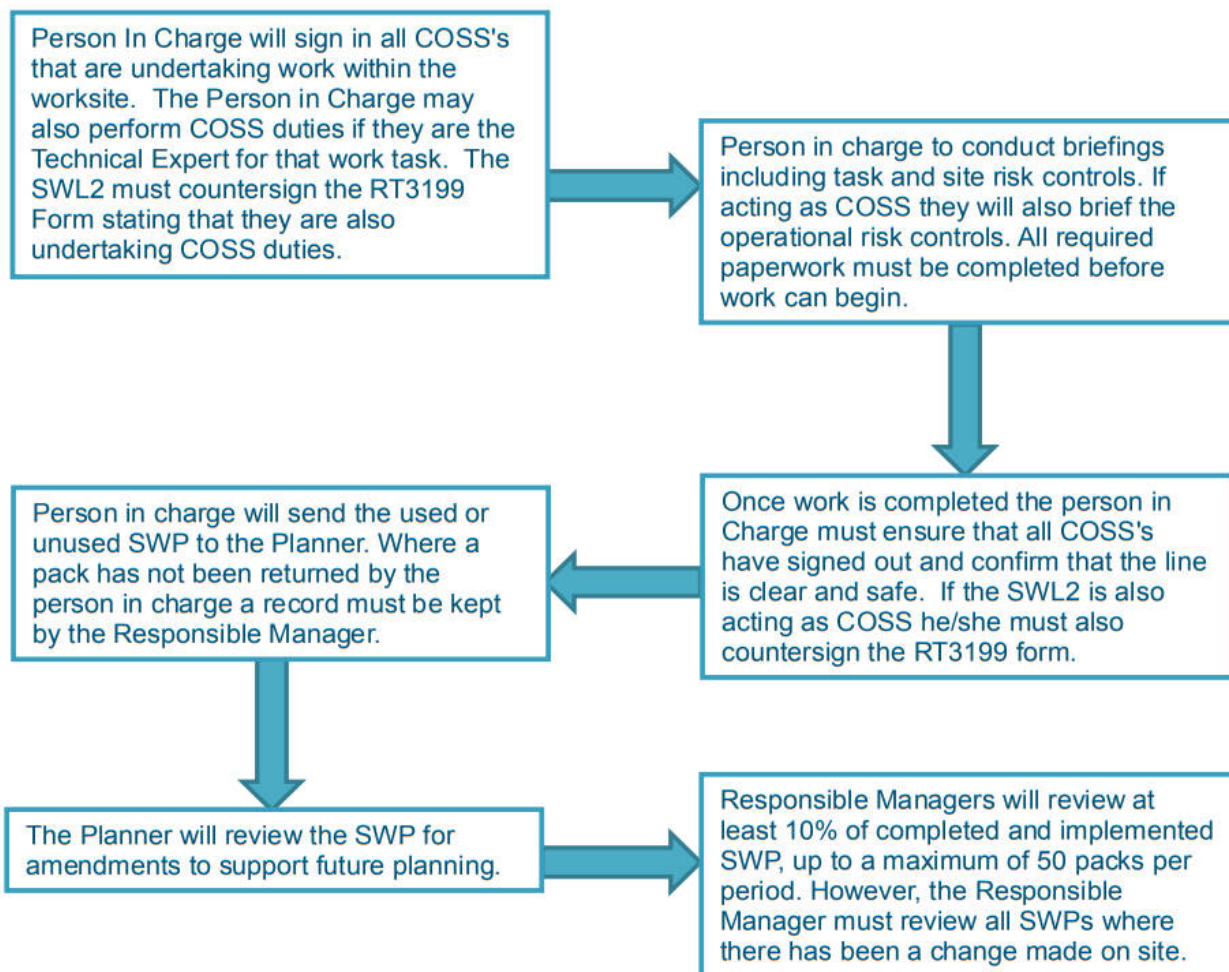 Person In Charge will sign in all COSS's
that are undertaking work within the
worksite.  The Person in Charge may
also perform COSS duties if they are the
Technical Expert for that work task.  The
SWL2 must countersign the RT3199
Form stating that they are also
undertaking COSS duties.
Person in charge to conduct briefings
including task and site risk controls. If
acting as COSS they will also brief the
operational risk controls. All required
paperwork must be completed before
work can begin.
Once work is completed the person in
Charge must ensure that all COSS's
have signed out and confirm that the line
is clear and safe.  If the SWL2 is also
acting as COSS he/she must also
countersign the RT3199 form.
Person in charge will send the used or
unused SWP to the Planner. Where a
pack has not been returned by the
person in charge a record must be kept
by the Responsible Manager.
The Planner will review the SWP for
amendments to support future planning.
Responsible Managers will review at
least 10% of completed and implemented
SWP, up to a maximum of 50 packs per
period. However, the Responsible
Manager must review all SWPs where
there has been a change made on site.